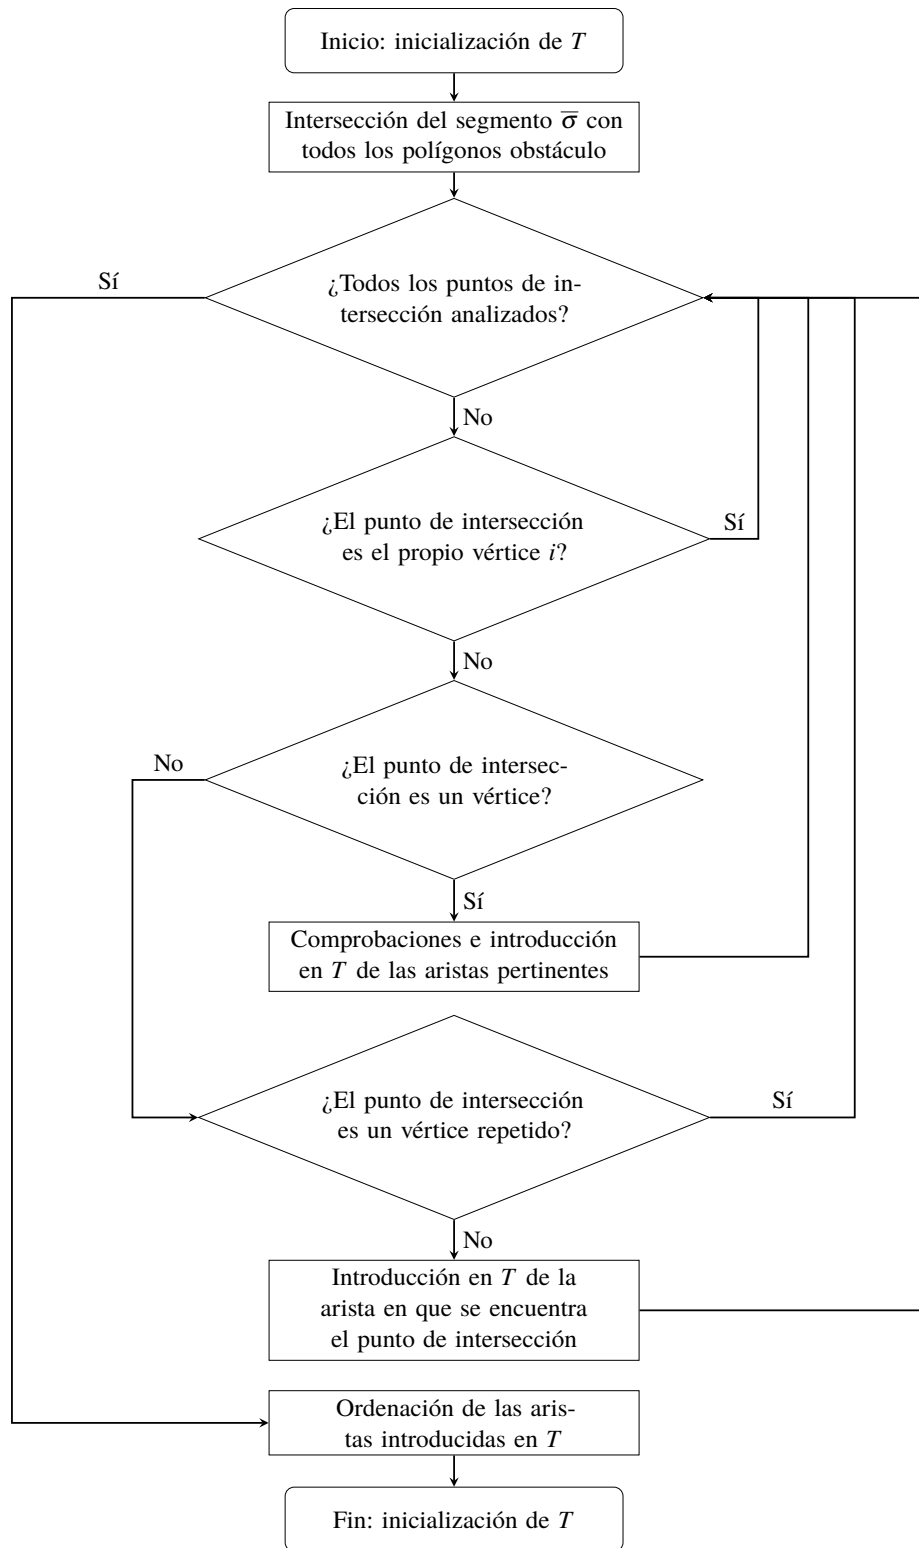 Inicio: inicialización de T
Intersección del segmento σ̅ con
todos los polígonos obstáculo
Sí
¿Todos los puntos de in-
tersección analizados?
No
¿El punto de intersección
es el propio vértice i?
Sí
No
No
¿El punto de intersec-
ción es un vértice?
Sí
Comprobaciones e introducción
en T de las aristas pertinentes
¿El punto de intersección
es un vértice repetido?
Sí
No
Introducción en T de la
arista en que se encuentra
el punto de intersección
Ordenación de las aris-
tas introducidas en T
Fin: inicialización de T